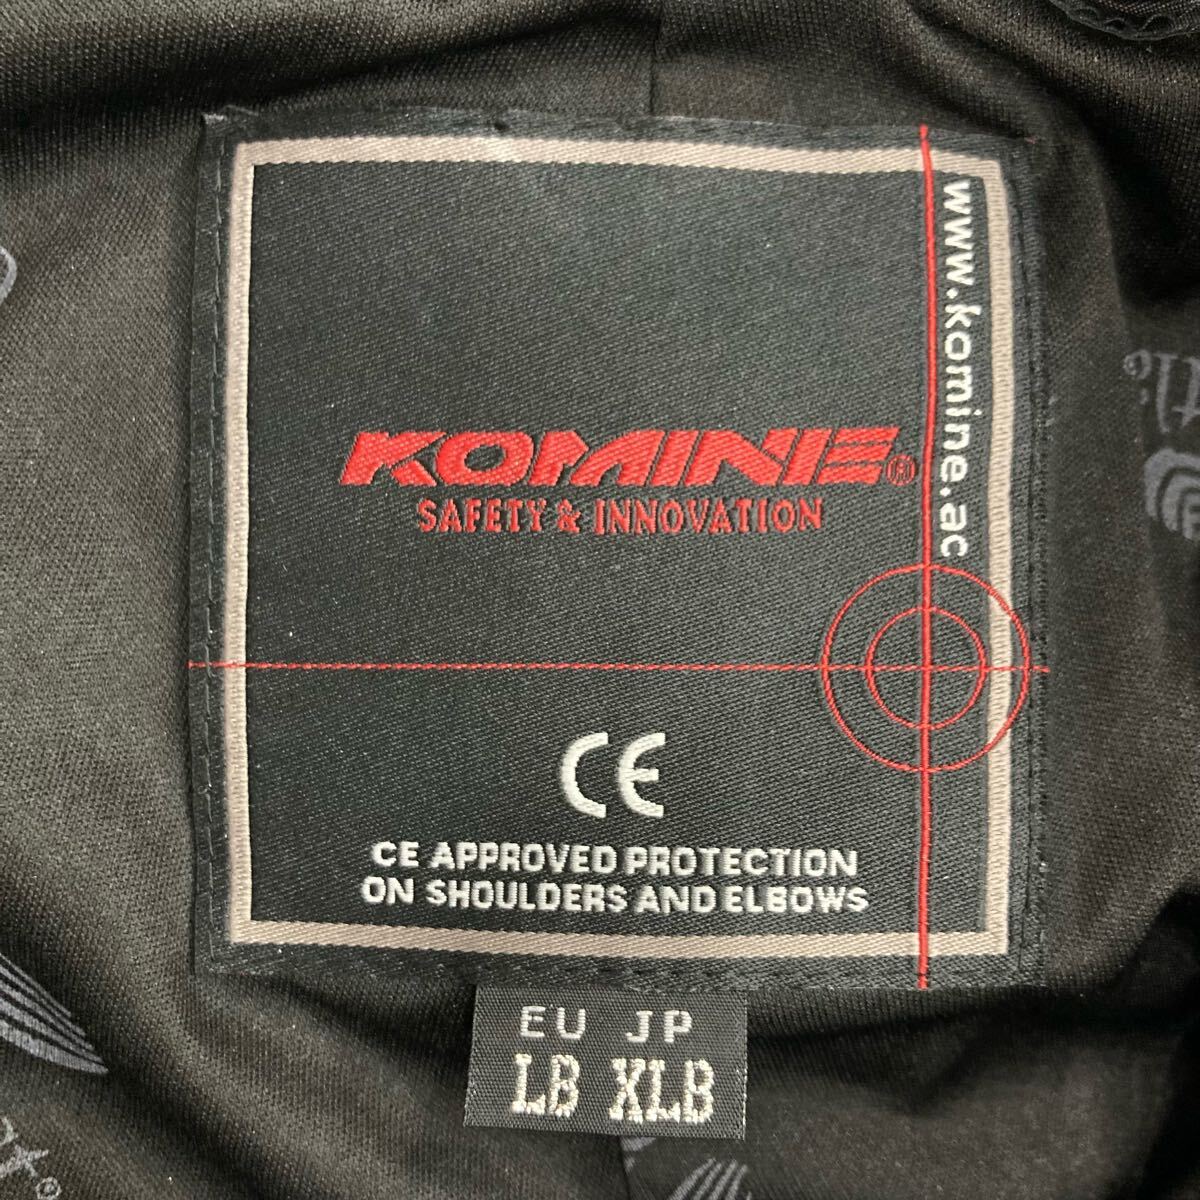 KOMINE®
SAFETY & INNOVATION
www.komine.ac
CE
CE APPROVED PROTECTION
ON SHOULDERS AND ELBOWS
EU JP
LB XLB